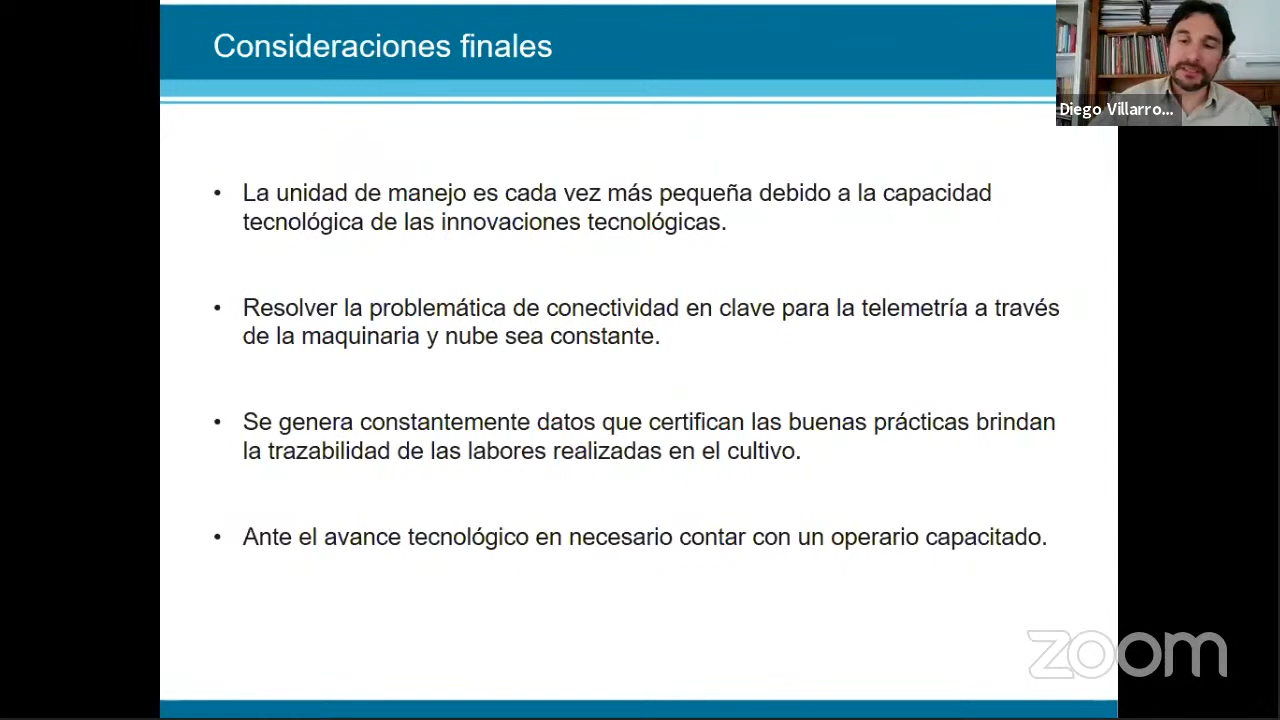 Consideraciones finales
Diego Villarro...
• La unidad de manejo es cada vez más pequeña debido a la capacidad
tecnológica de las innovaciones tecnológicas.
• Resolver la problemática de conectividad en clave para la telemetría a través
de la maquinaria y nube sea constante.
• Se genera constantemente datos que certifican las buenas prácticas brindan
la trazabilidad de las labores realizadas en el cultivo.
• Ante el avance tecnológico en necesario contar con un operario capacitado.
zoom